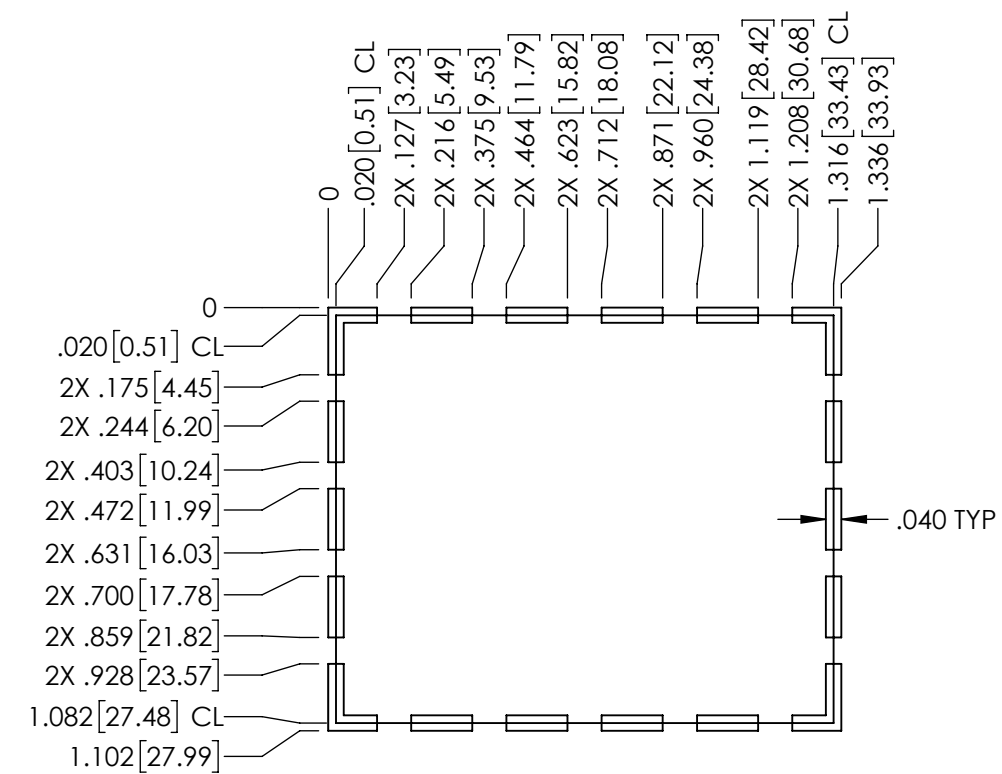 0
.020[0.51] CL
2X .127[3.23]
2X .216[5.49]
2X .375[9.53]
2X .464[11.79]
2X .623[15.82]
2X .712[18.08]
2X .871[22.12]
2X .960[24.38]
2X 1.119[28.42]
2X 1.208[30.68]
1.316[33.43] CL
1.336[33.93]
0
.020[0.51] CL
2X .175[4.45]
2X .244[6.20]
2X .403[10.24]
2X .472[11.99]
2X .631[16.03]
2X .700[17.78]
2X .859[21.82]
2X .928[23.57]
1.082[27.48] CL
1.102[27.99]
.040 TYP